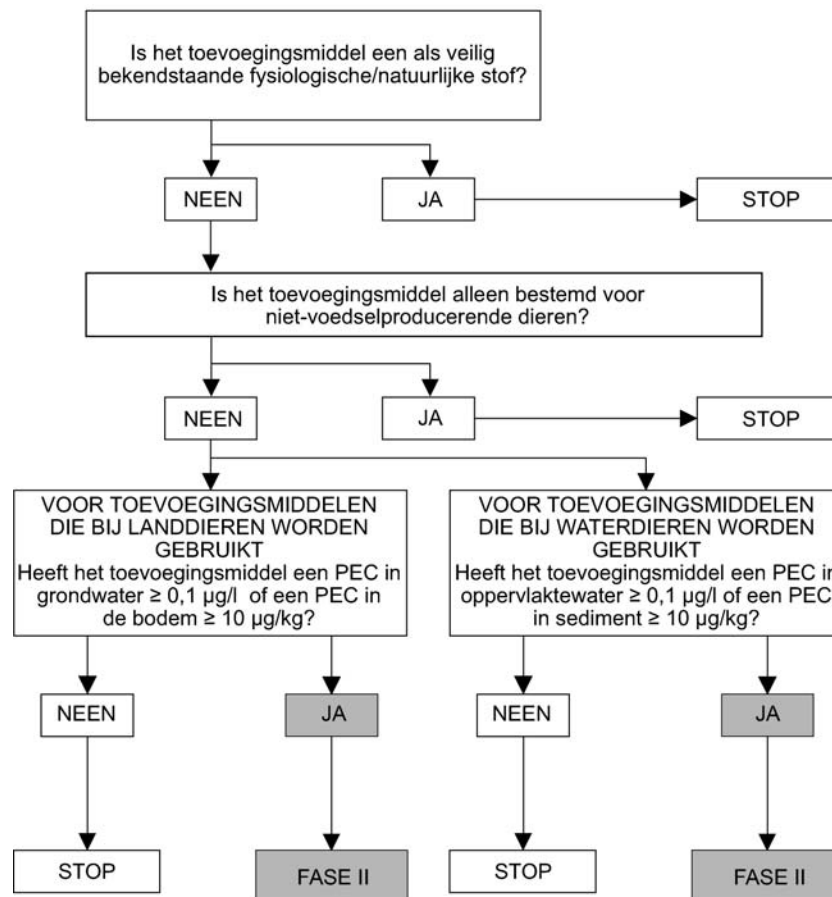 Is het toevoegingsmiddel een als veilig
bekendstaande fysiologische/natuurlijke stof?
NEEN
JA
STOP
Is het toevoegingsmiddel alleen bestemd voor
niet-voedselproducerende dieren?
NEEN
JA
STOP
VOOR TOEVOEGINGSMIDDELEN
DIE BIJ LANDDIEREN WORDEN
GEBRUIKT
Heeft het toevoegingsmiddel een PEC in
grondwater ≥ 0,1 µg/l of een PEC in
de bodem ≥ 10 µg/kg?
VOOR TOEVOEGINGSMIDDELEN
DIE BIJ WATERDIEREN WORDEN
GEBRUIKT
Heeft het toevoegingsmiddel een PEC in
oppervlaktewater ≥ 0,1 µg/l of een PEC
in sediment ≥ 10 µg/kg?
NEEN
JA
NEEN
JA
STOP
FASE II
STOP
FASE II